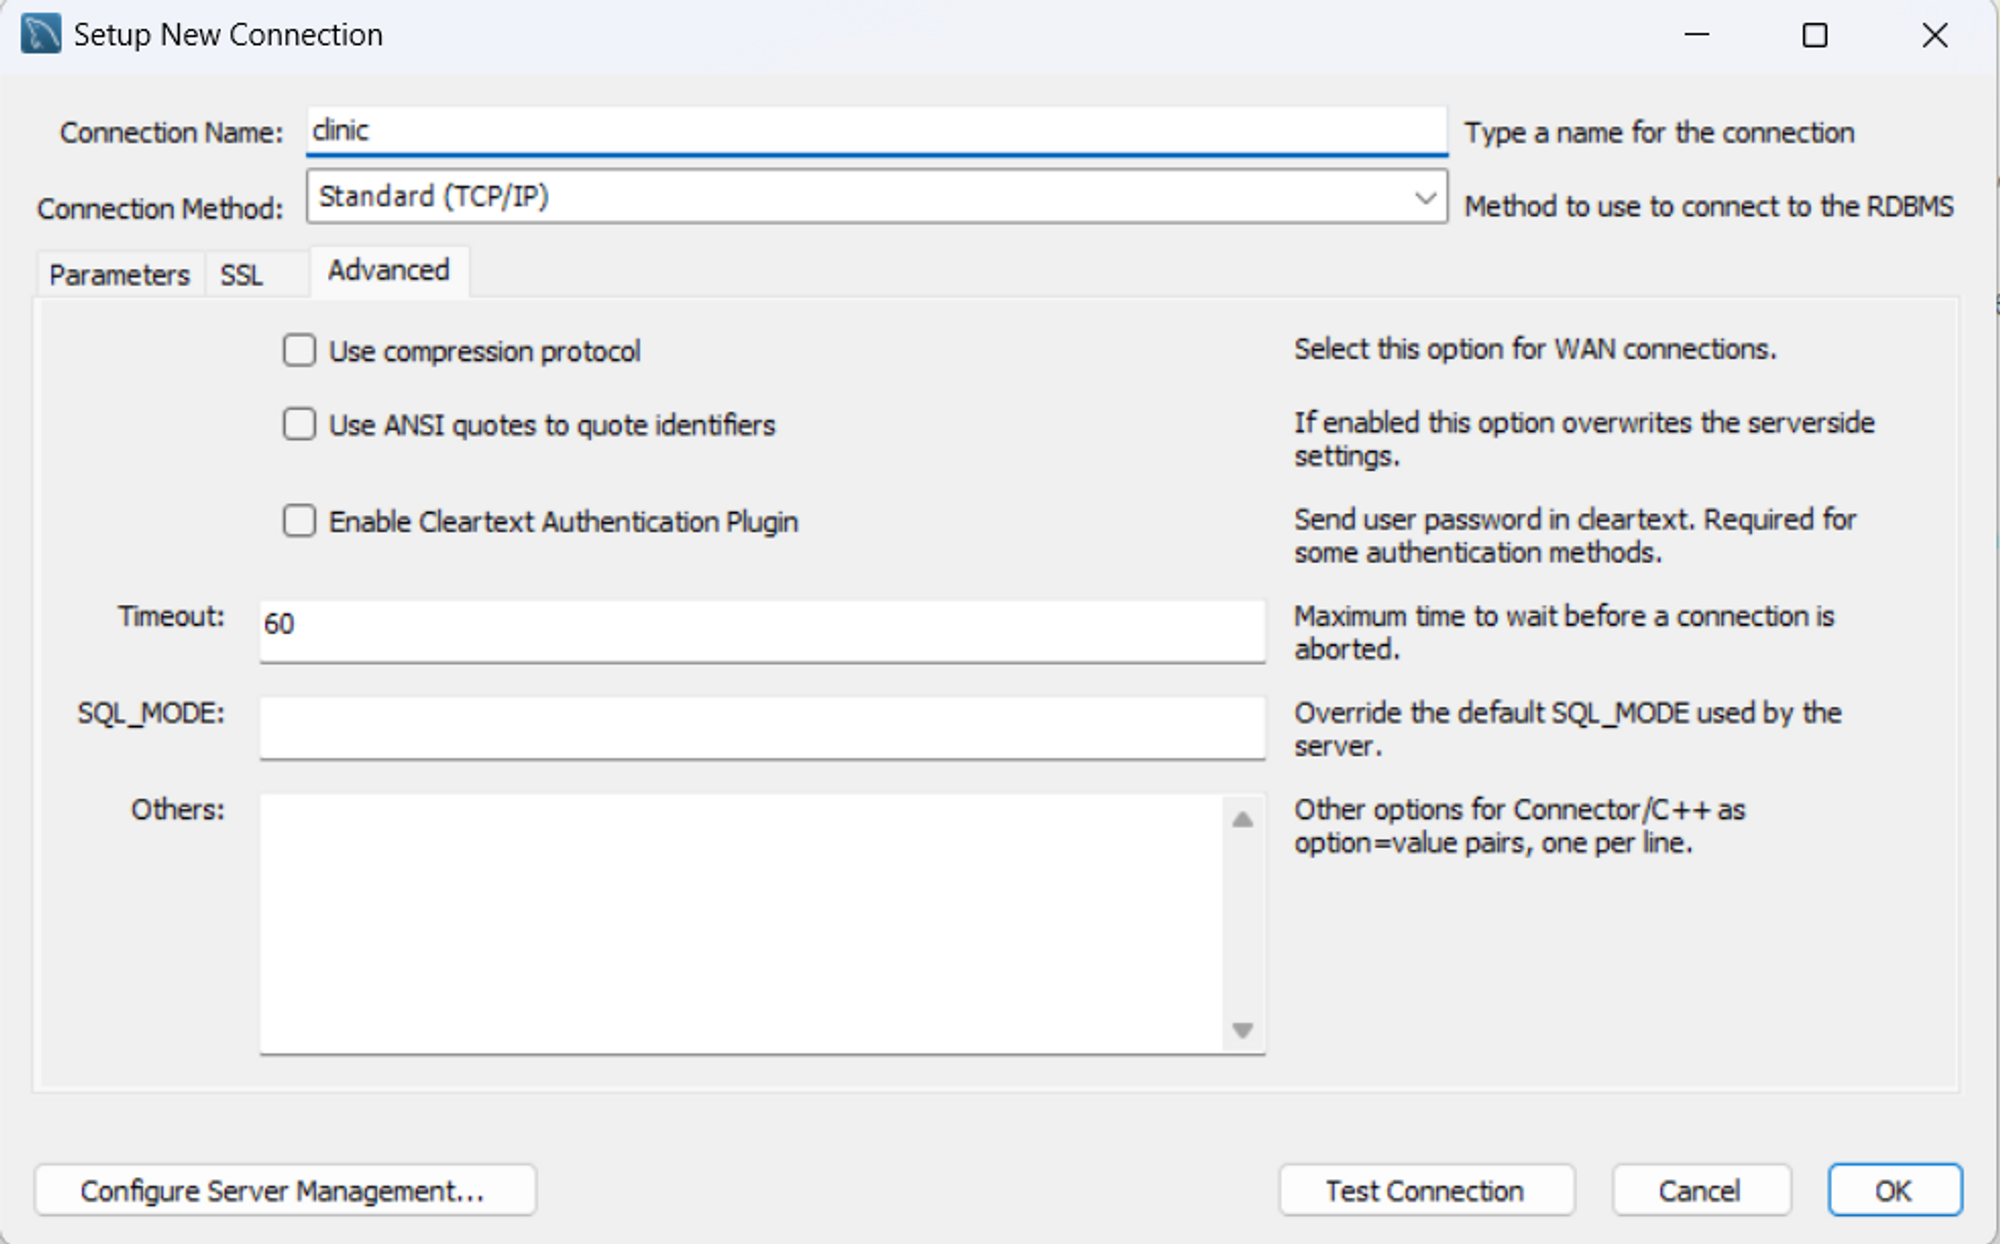 Setup New Connection
Connection Name: clinic Type a name for the connection
Connection Method: Standard (TCP/IP) Method to use to connect to the RDBMS
Parameters SSL Advanced
Use compression protocol Select this option for WAN connections.
Use ANSI quotes to quote identifiers If enabled this option overwrites the serverside
settings.
Enable Cleartext Authentication Plugin Send user password in cleartext. Required for
some authentication methods.
Timeout: 60 Maximum time to wait before a connection is
aborted.
SQL_MODE: Override the default SQL_MODE used by the
server.
Others: Other options for Connector/C++ as
option=value pairs, one per line.
Configure Server Management... Test Connection Cancel OK